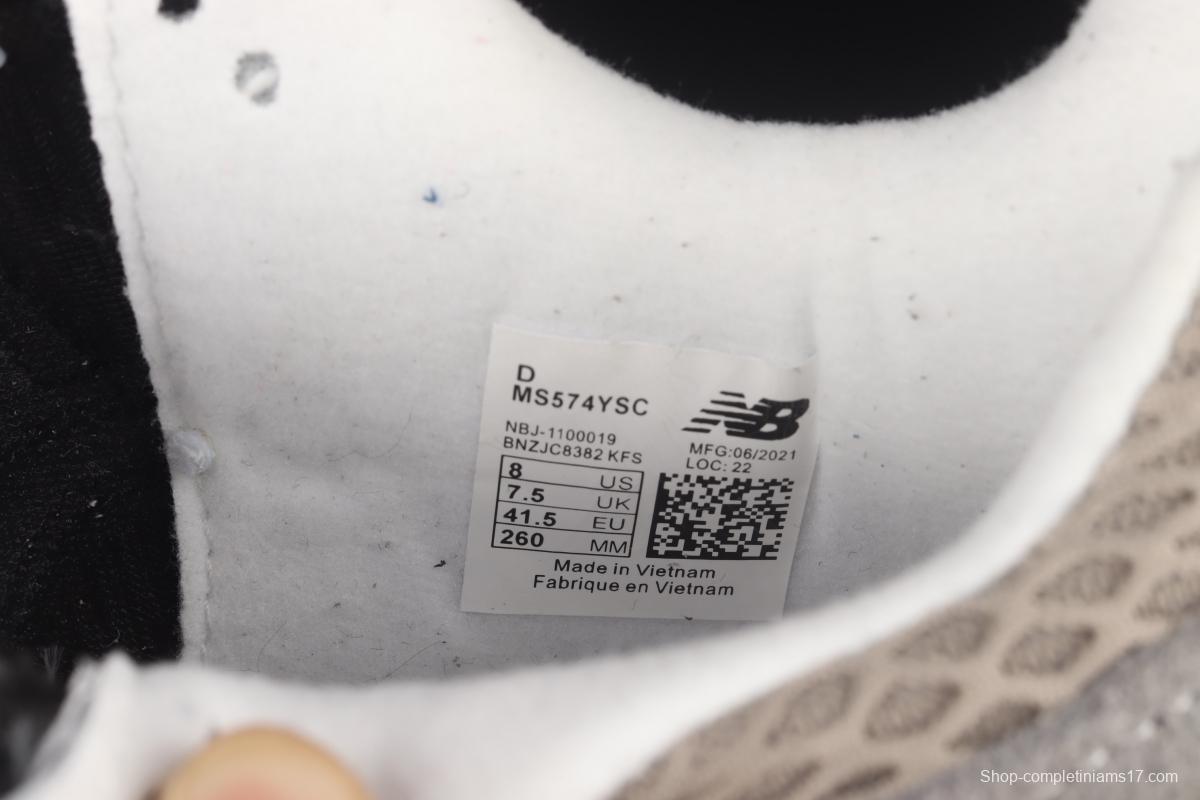 D
MS574YSC
NB
NBJ-1100019
BNZJC8382 KFS
MFG:06/2021
LOC: 22
8 US
7.5 UK
41.5 EU
260 MM
Made in Vietnam
Fabrique en Vietnam
Shop-completiniams17.com